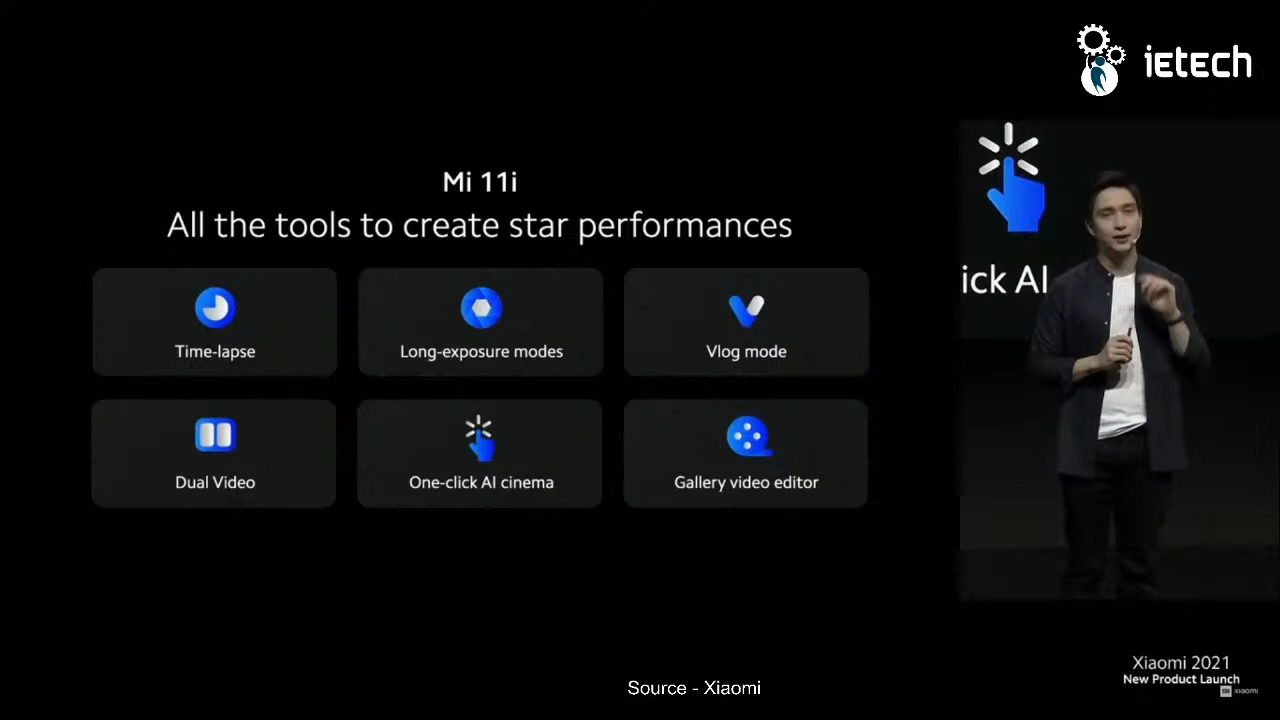 ietech
Mi 11i
All the tools to create star performances
Time-lapse
Long-exposure modes
Vlog mode
Dual Video
One-click AI cinema
Gallery video editor
ick AI
Xiaomi 2021
New Product Launch
xiaomi
Source - Xiaomi